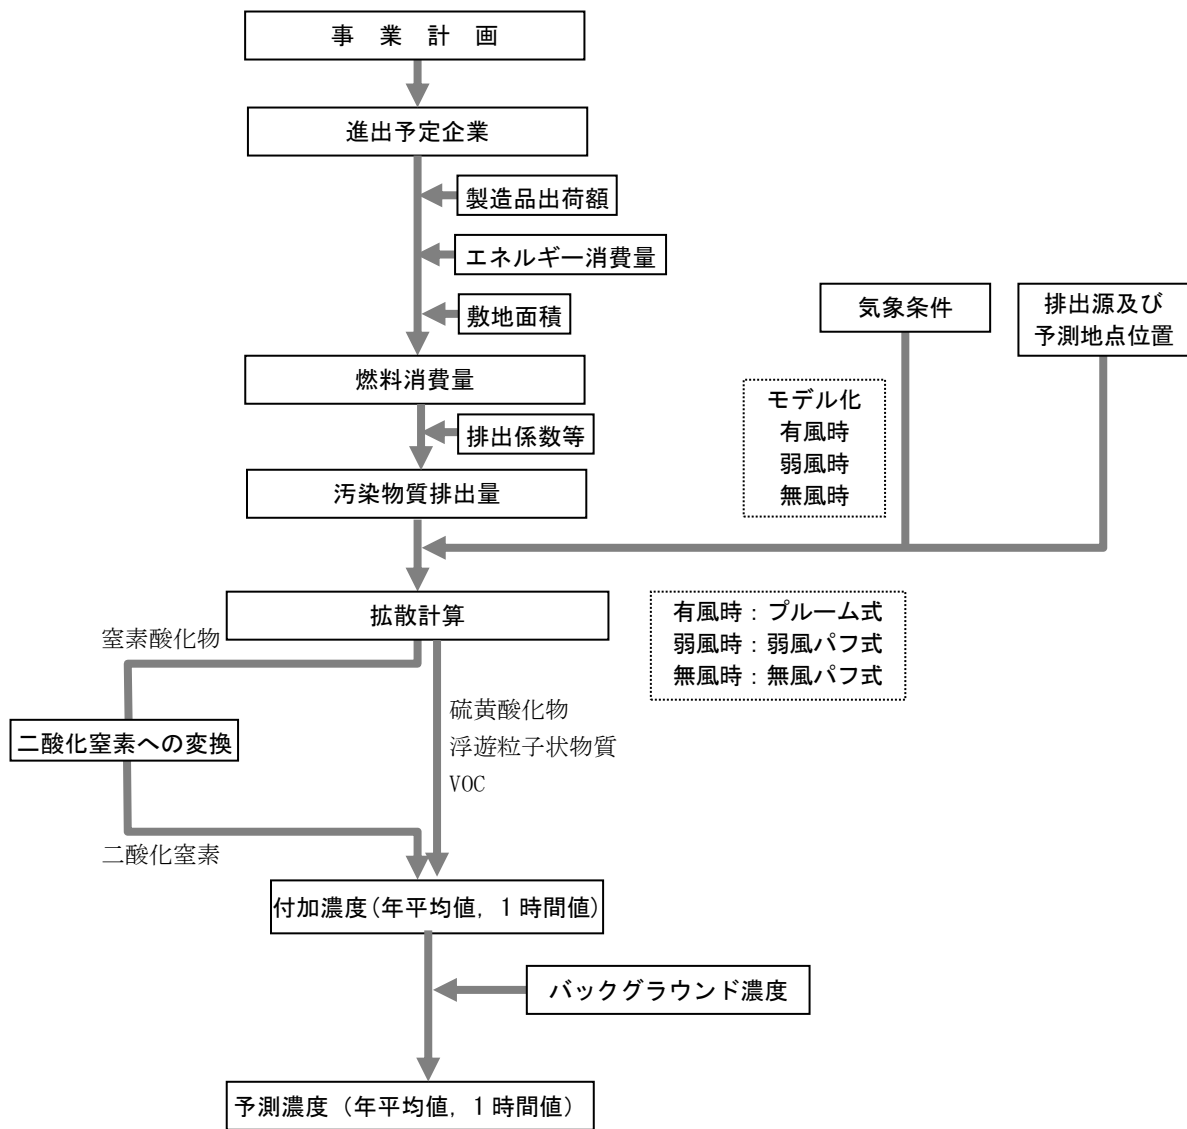 事　業　計　画
進出予定企業
製造品出荷額
エネルギー消費量
敷地面積
気象条件
排出源及び
予測地点位置
燃料消費量
モデル化
有風時
弱風時
無風時
排出係数等
汚染物質排出量
拡散計算
有風時：プルーム式
弱風時：弱風パフ式
無風時：無風パフ式
窒素酸化物
硫黄酸化物
浮遊粒子状物質
VOC
二酸化窒素への変換
二酸化窒素
付加濃度(年平均値，１時間値)
バックグラウンド濃度
予測濃度（年平均値，１時間値）